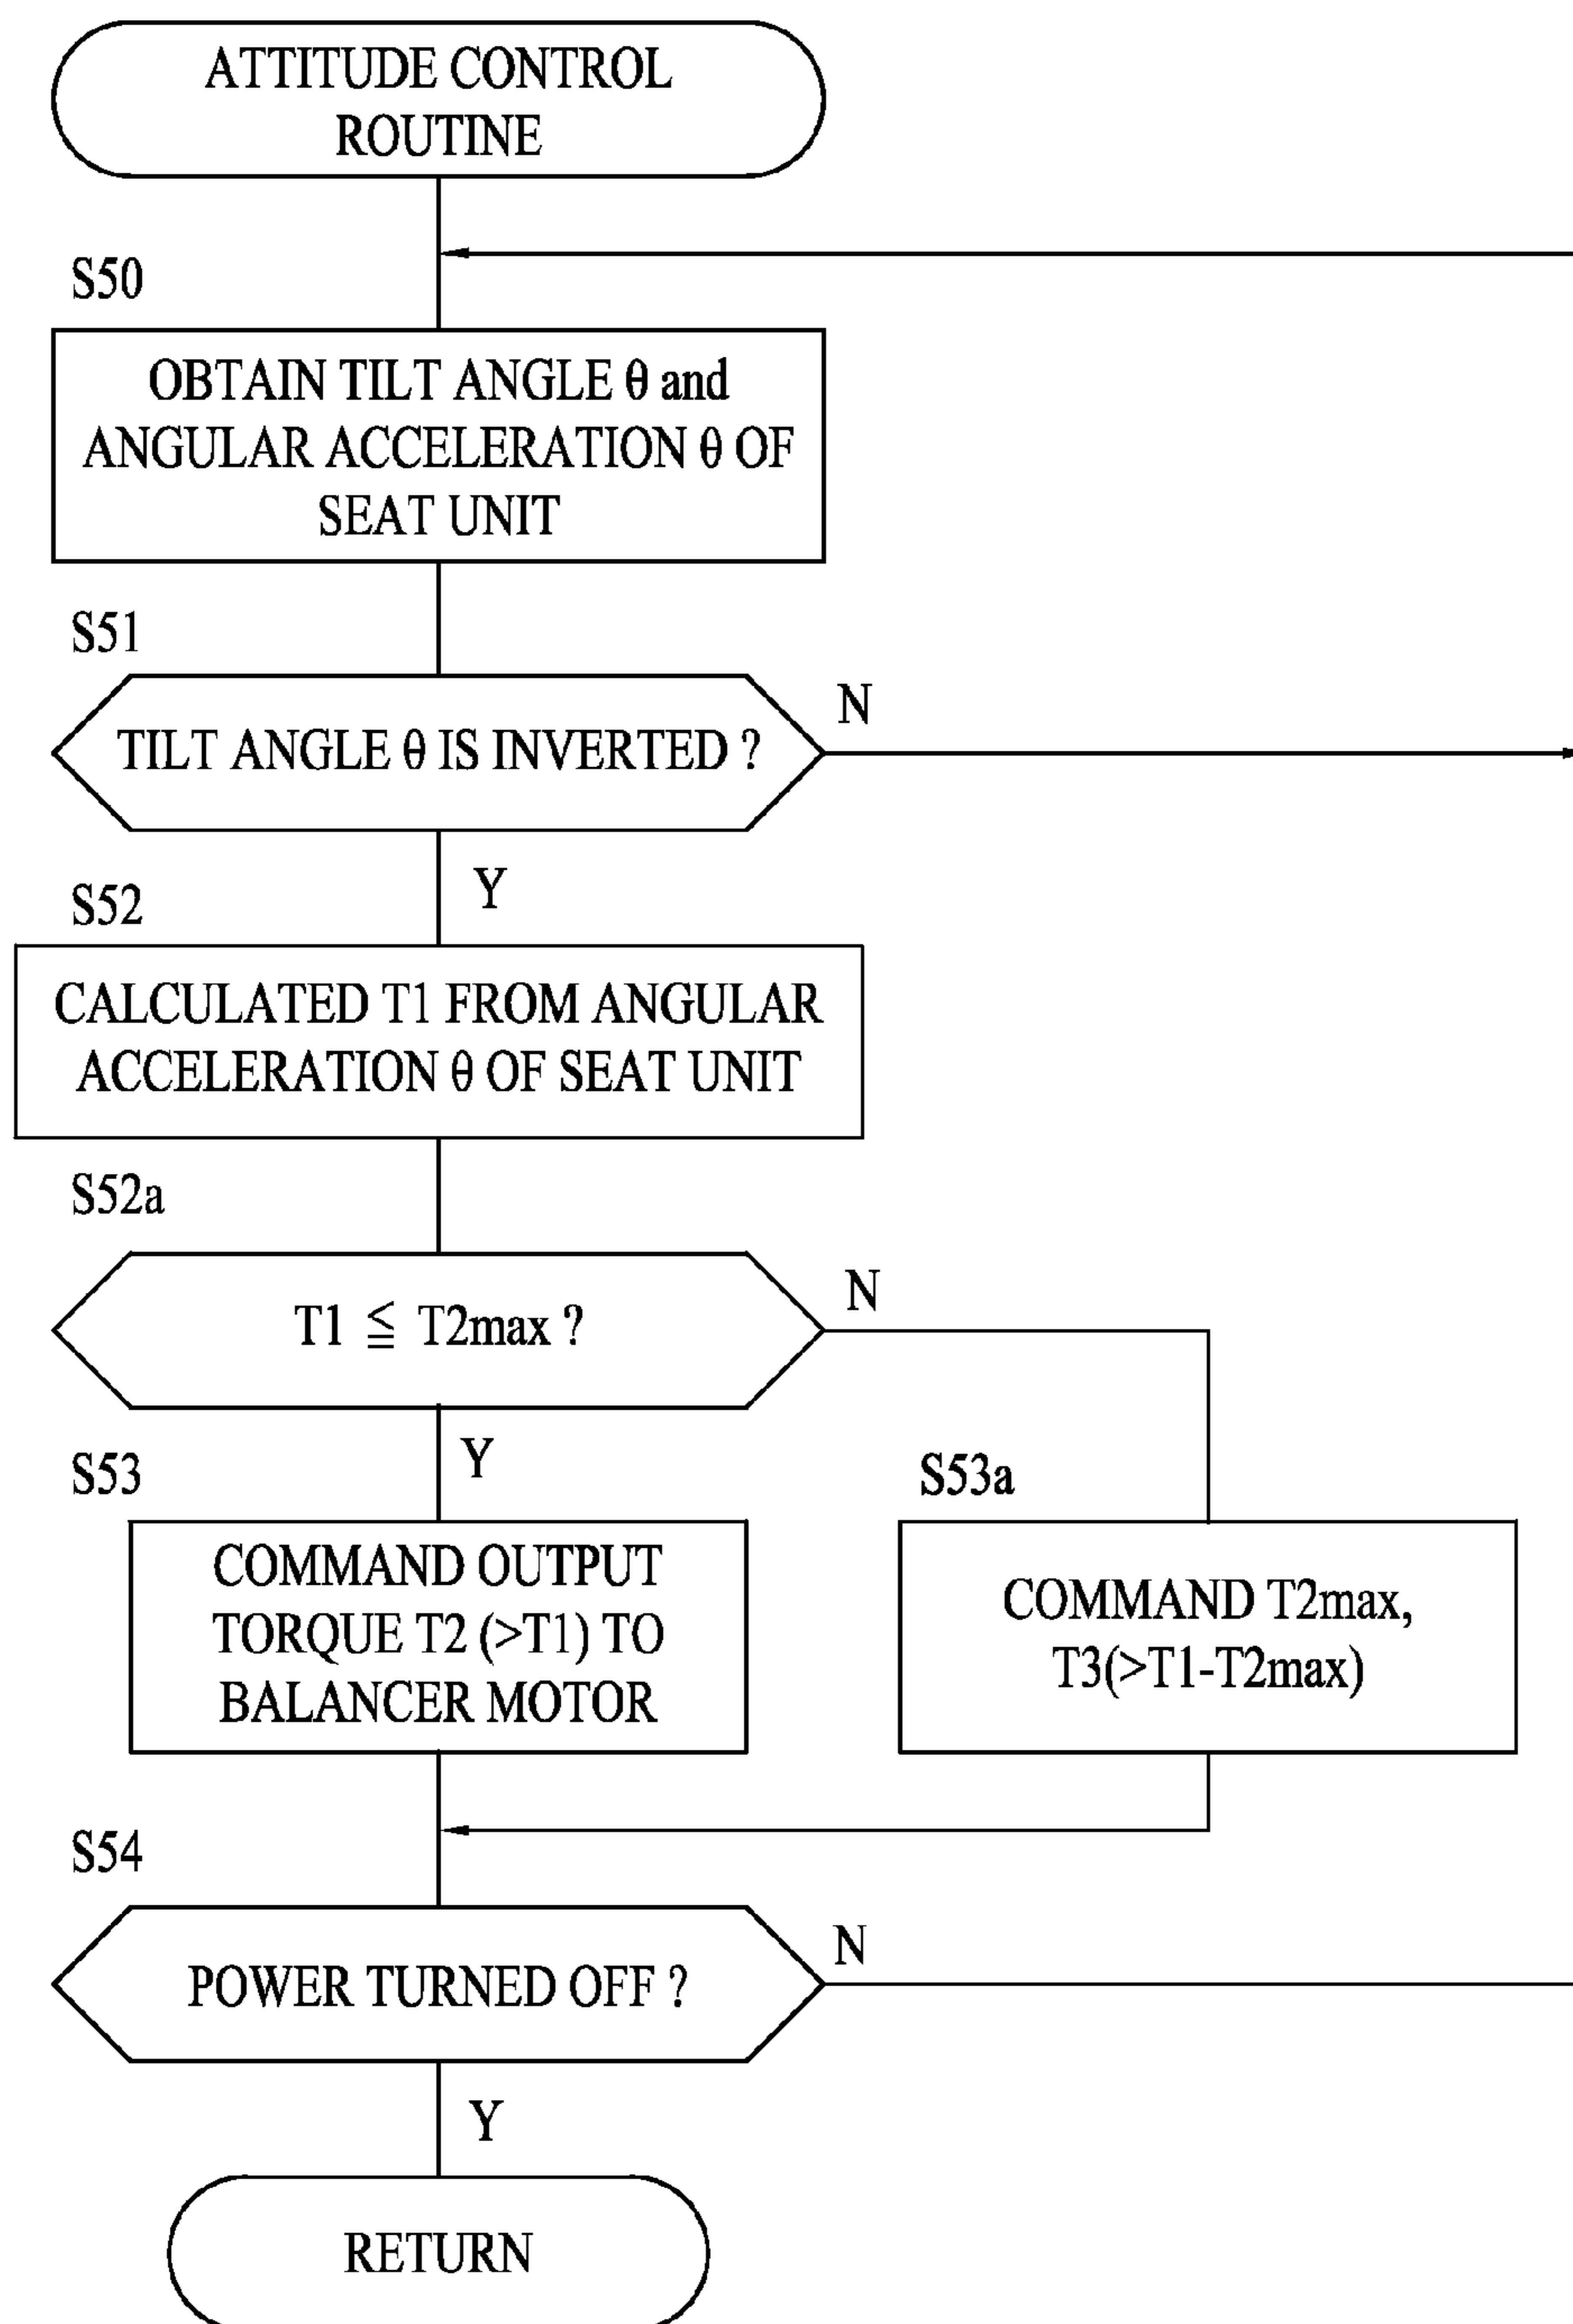 ATTITUDE CONTROL
ROUTINE
S50
OBTAIN TILT ANGLE θ and
ANGULAR ACCELERATION θ OF
SEAT UNIT
S51
TILT ANGLE θ IS INVERTED ?
N
Y
S52
CALCULATED T1 FROM ANGULAR
ACCELERATION θ OF SEAT UNIT
S52a
T1 ≦ T2max ?
N
Y
S53
COMMAND OUTPUT
TORQUE T2 (>T1) TO
BALANCER MOTOR
S53a
COMMAND T2max,
T3(>T1-T2max)
S54
POWER TURNED OFF ?
N
Y
RETURN